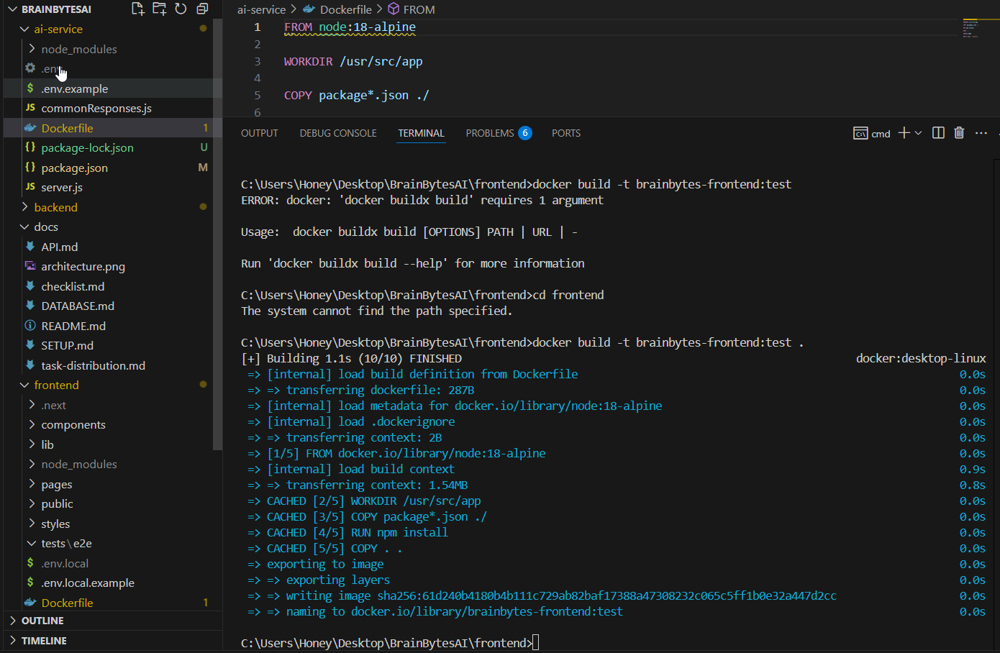 BRAINBYTESAI
ai-service
node_modules
.env
.env.example
commonResponses.js
Dockerfile 1
package-lock.json U
package.json M
server.js
backend
docs
API.md
architecture.png
checklist.md
DATABASE.md
README.md
SETUP.md
task-distribution.md
frontend
.next
components
lib
node_modules
pages
public
styles
tests\e2e
.env.local
.env.local.example
Dockerfile 1
OUTLINE
TIMELINE
ai-service > Dockerfile > FROM
1 FROM node:18-alpine
2
3 WORKDIR /usr/src/app
4
5 COPY package*.json ./
6
OUTPUT DEBUG CONSOLE TERMINAL PROBLEMS 6 PORTS cmd
C:\Users\Honey\Desktop\BrainBytesAI\frontend>docker build -t brainbytes-frontend:test
ERROR: docker: 'docker buildx build' requires 1 argument
Usage:  docker buildx build [OPTIONS] PATH | URL | -
Run 'docker buildx build --help' for more information
C:\Users\Honey\Desktop\BrainBytesAI\frontend>cd frontend
The system cannot find the path specified.
C:\Users\Honey\Desktop\BrainBytesAI\frontend>docker build -t brainbytes-frontend:test .
[+] Building 1.1s (10/10) FINISHED docker:desktop-linux
=> [internal] load build definition from Dockerfile 0.0s
=> => transferring dockerfile: 287B 0.0s
=> [internal] load metadata for docker.io/library/node:18-alpine 0.0s
=> [internal] load .dockerignore 0.0s
=> => transferring context: 2B 0.0s
=> [1/5] FROM docker.io/library/node:18-alpine 0.0s
=> [internal] load build context 0.9s
=> => transferring context: 1.54MB 0.8s
=> CACHED [2/5] WORKDIR /usr/src/app 0.0s
=> CACHED [3/5] COPY package*.json ./ 0.0s
=> CACHED [4/5] RUN npm install 0.0s
=> CACHED [5/5] COPY . . 0.0s
=> exporting to image 0.0s
=> => exporting layers 0.0s
=> => writing image sha256:61d240b4180b4b111c729ab82baf17388a47308232c065c5ff1b0e32a447d2cc 0.0s
=> => naming to docker.io/library/brainbytes-frontend:test 0.0s
C:\Users\Honey\Desktop\BrainBytesAI\frontend>